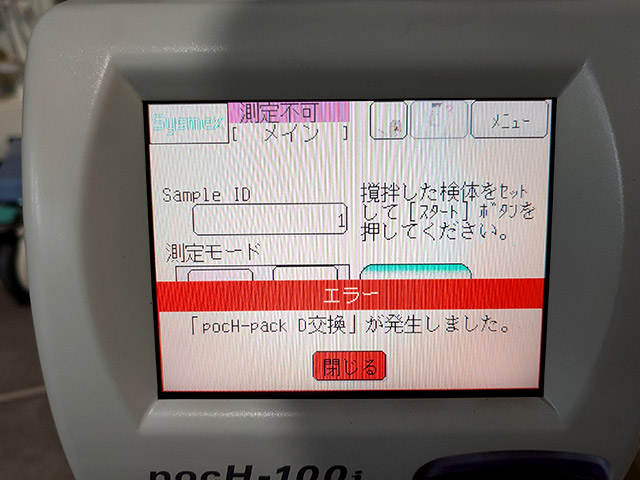 Sysmex
測定不可
[ メイン ]
メニュー
Sample ID
1
撹拌した検体をセット
して [スタート] ボタンを
押してください。
測定モード
エラー
「pocH-pack D交換」が発生しました。
閉じる
pocH-100i